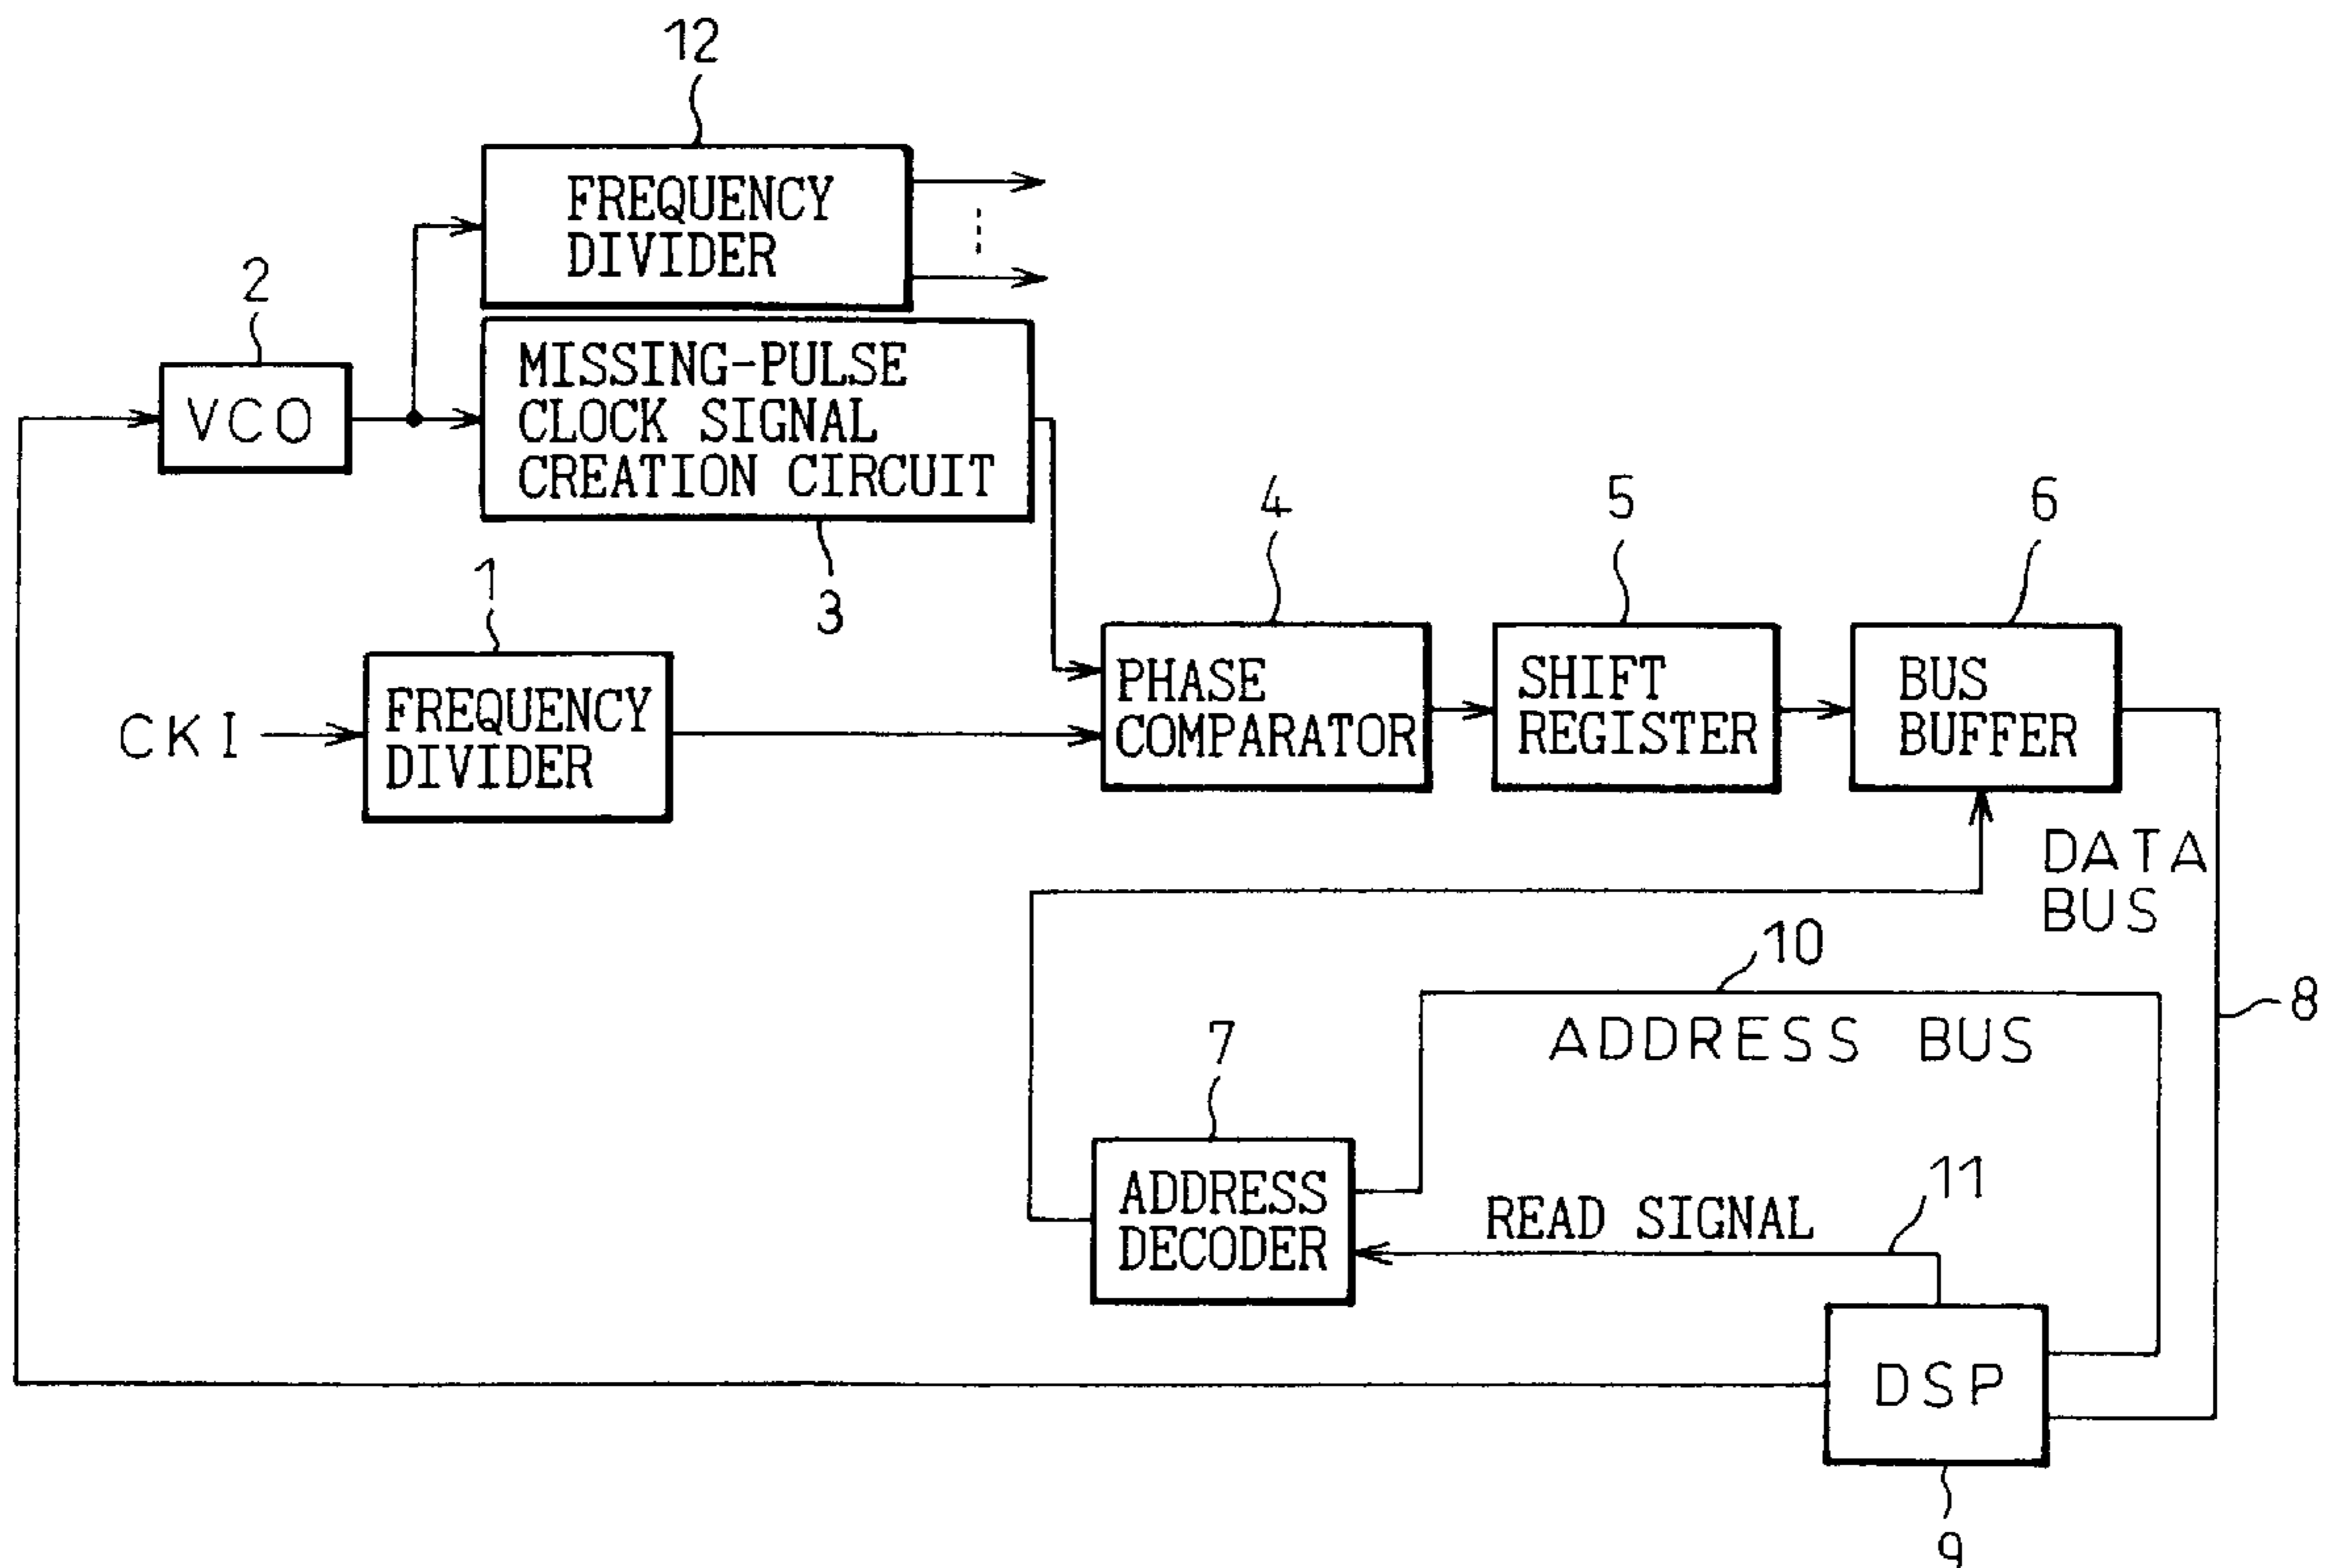 12
FREQUENCY
DIVIDER
2
VCO
MISSING-PULSE
CLOCK SIGNAL
CREATION CIRCUIT
3
1
CKI
FREQUENCY
DIVIDER
4
PHASE
COMPARATOR
5
SHIFT
REGISTER
6
BUS
BUFFER
DATA
BUS
8
10
ADDRESS BUS
7
ADDRESS
DECODER
READ SIGNAL
11
DSP
9